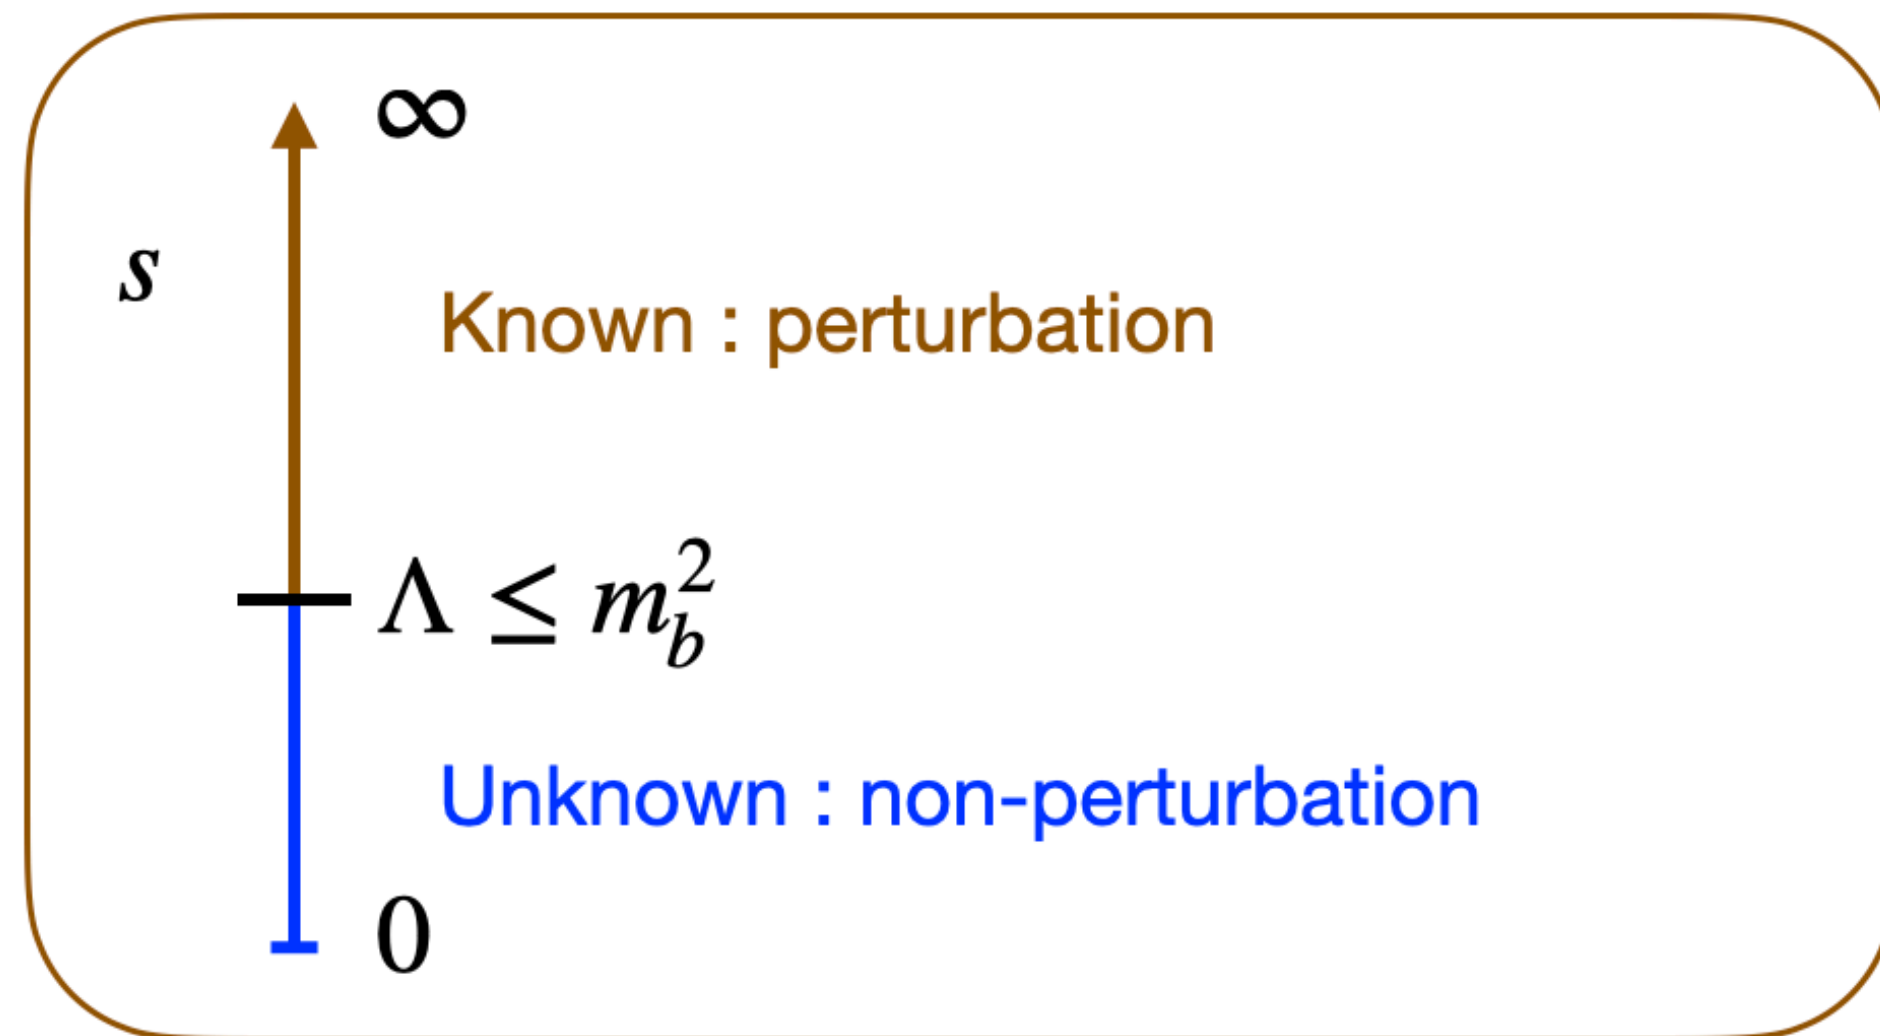 ∞
s
Known : perturbation
Λ ≤ m_b^2
Unknown : non-perturbation
0